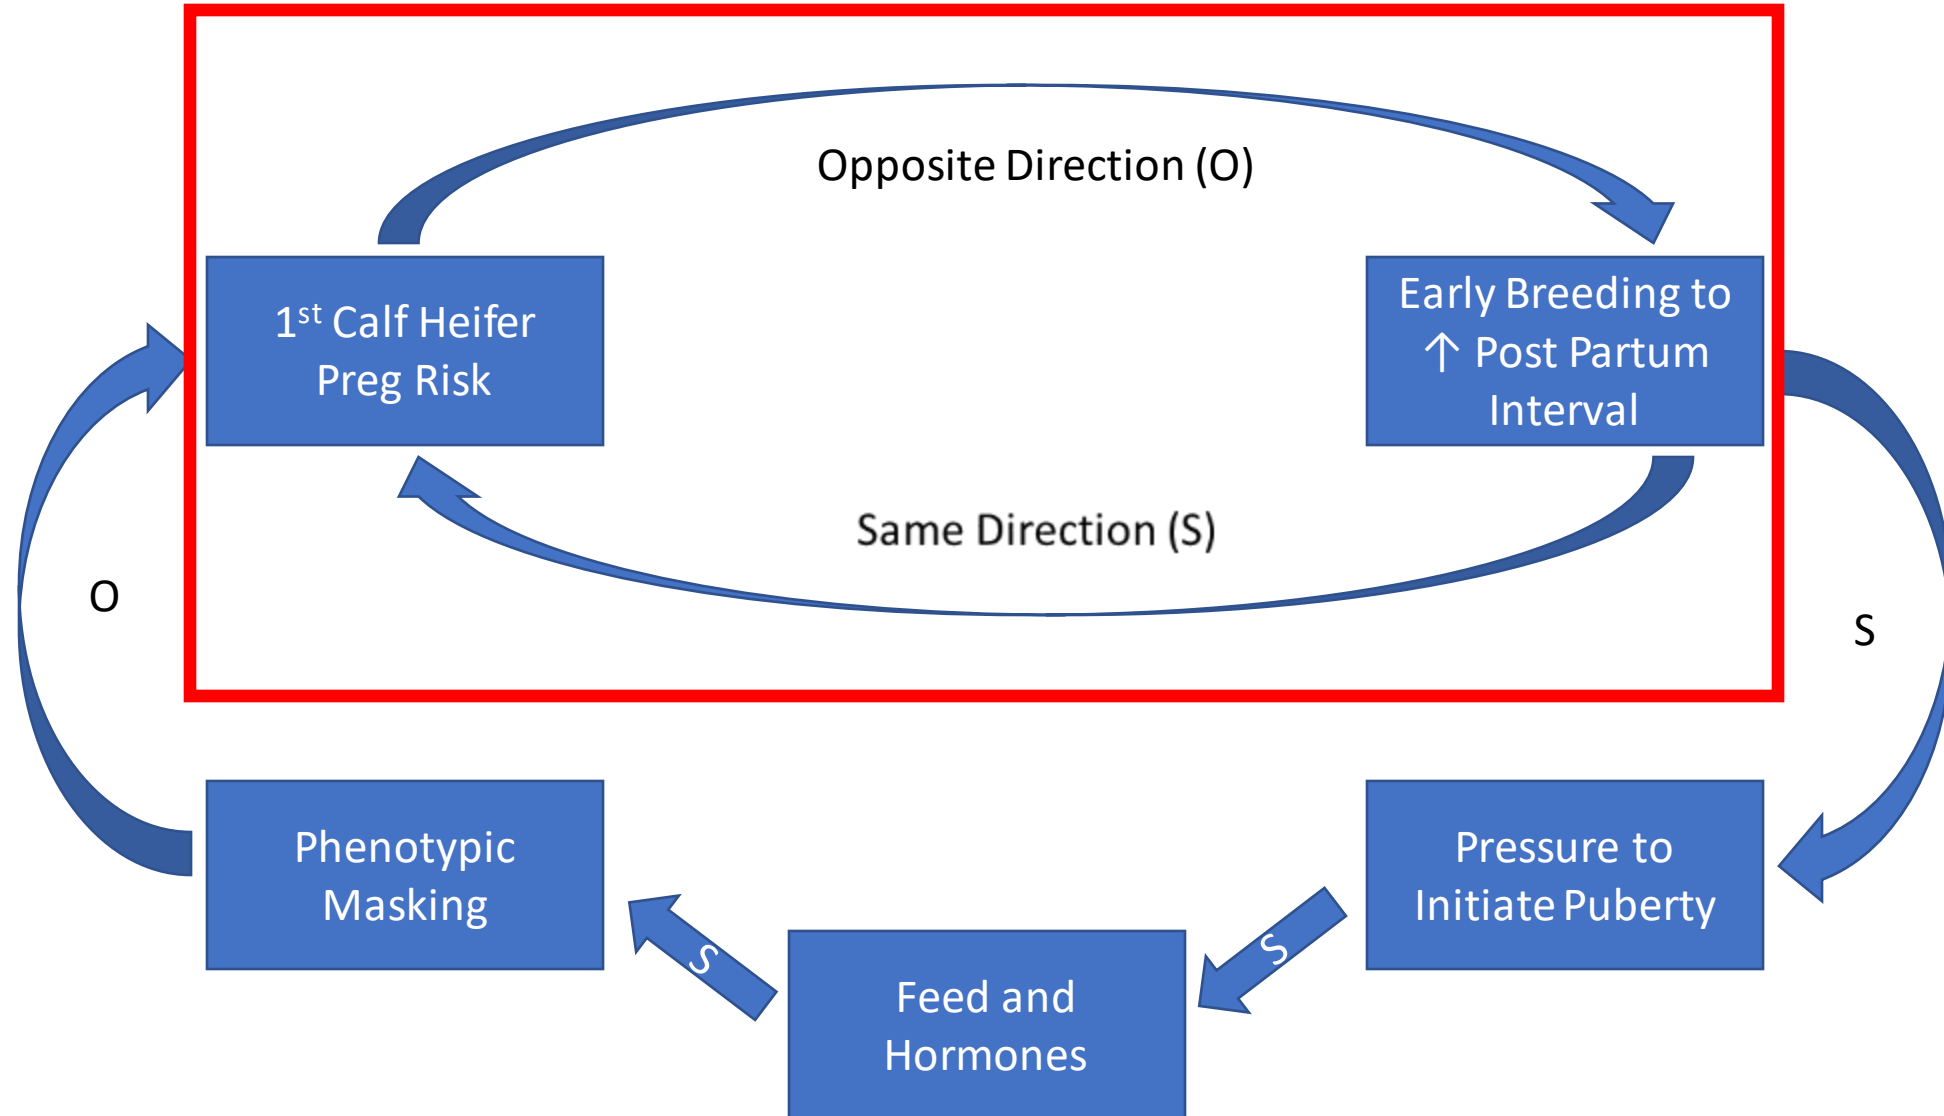 Opposite Direction (O)
1st Calf Heifer
Preg Risk
Early Breeding to
↑ Post Partum
Interval
Same Direction (S)
O
S
Phenotypic
Masking
S
Feed and
Hormones
S
Pressure to
Initiate Puberty